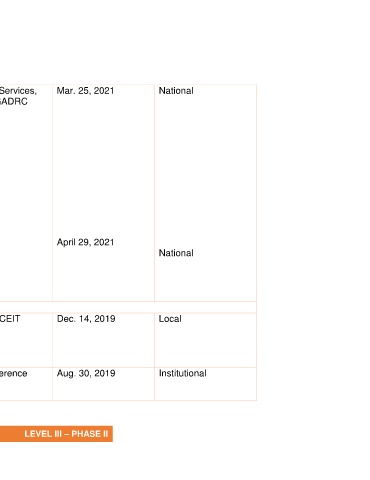 Services, Mar. 25, 2021 National
GADRC
April 29, 2021
National
CEIT Dec. 14, 2019 Local
erence Aug. 30, 2019 Institutional
LEVEL III – PHASE II